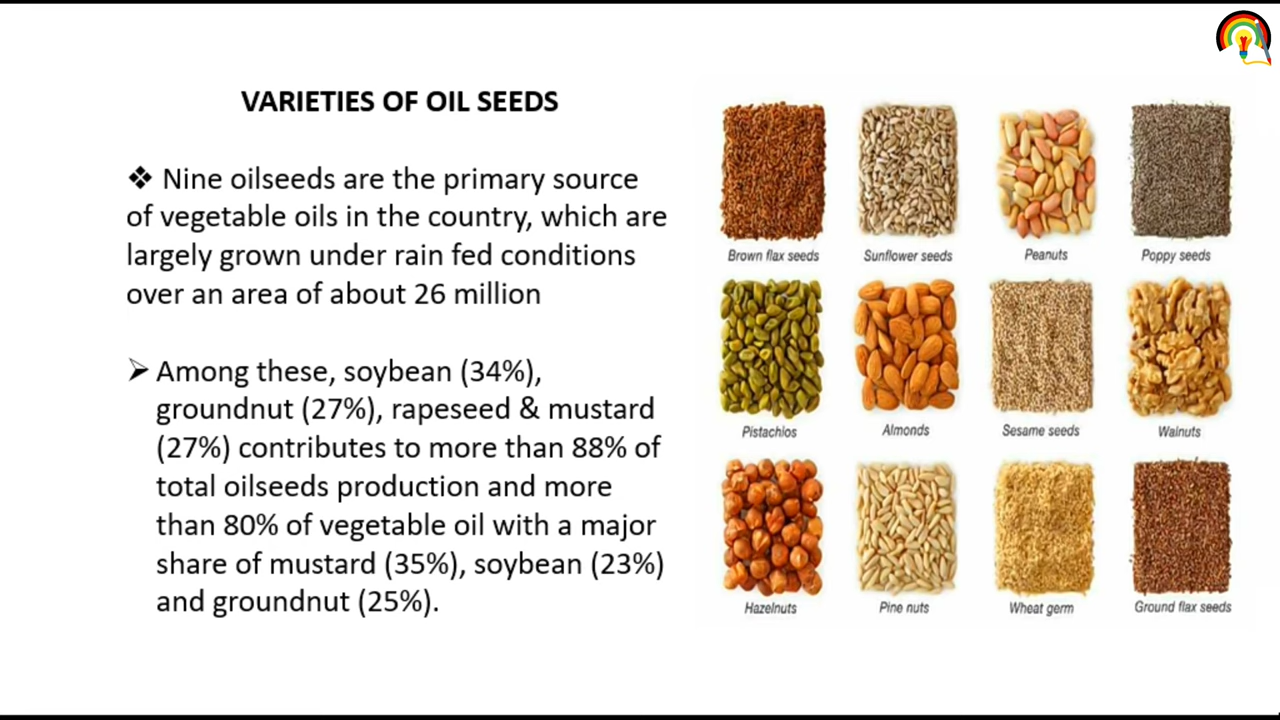 VARIETIES OF OIL SEEDS
❖ Nine oilseeds are the primary source
of vegetable oils in the country, which are
largely grown under rain fed conditions
over an area of about 26 million
➢ Among these, soybean (34%),
groundnut (27%), rapeseed & mustard
(27%) contributes to more than 88% of
total oilseeds production and more
than 80% of vegetable oil with a major
share of mustard (35%), soybean (23%)
and groundnut (25%).
Brown flax seeds Sunflower seeds Peanuts Poppy seeds
Pistachios Almonds Sesame seeds Walnuts
Hazelnuts Pine nuts Wheat germ Ground flax seeds